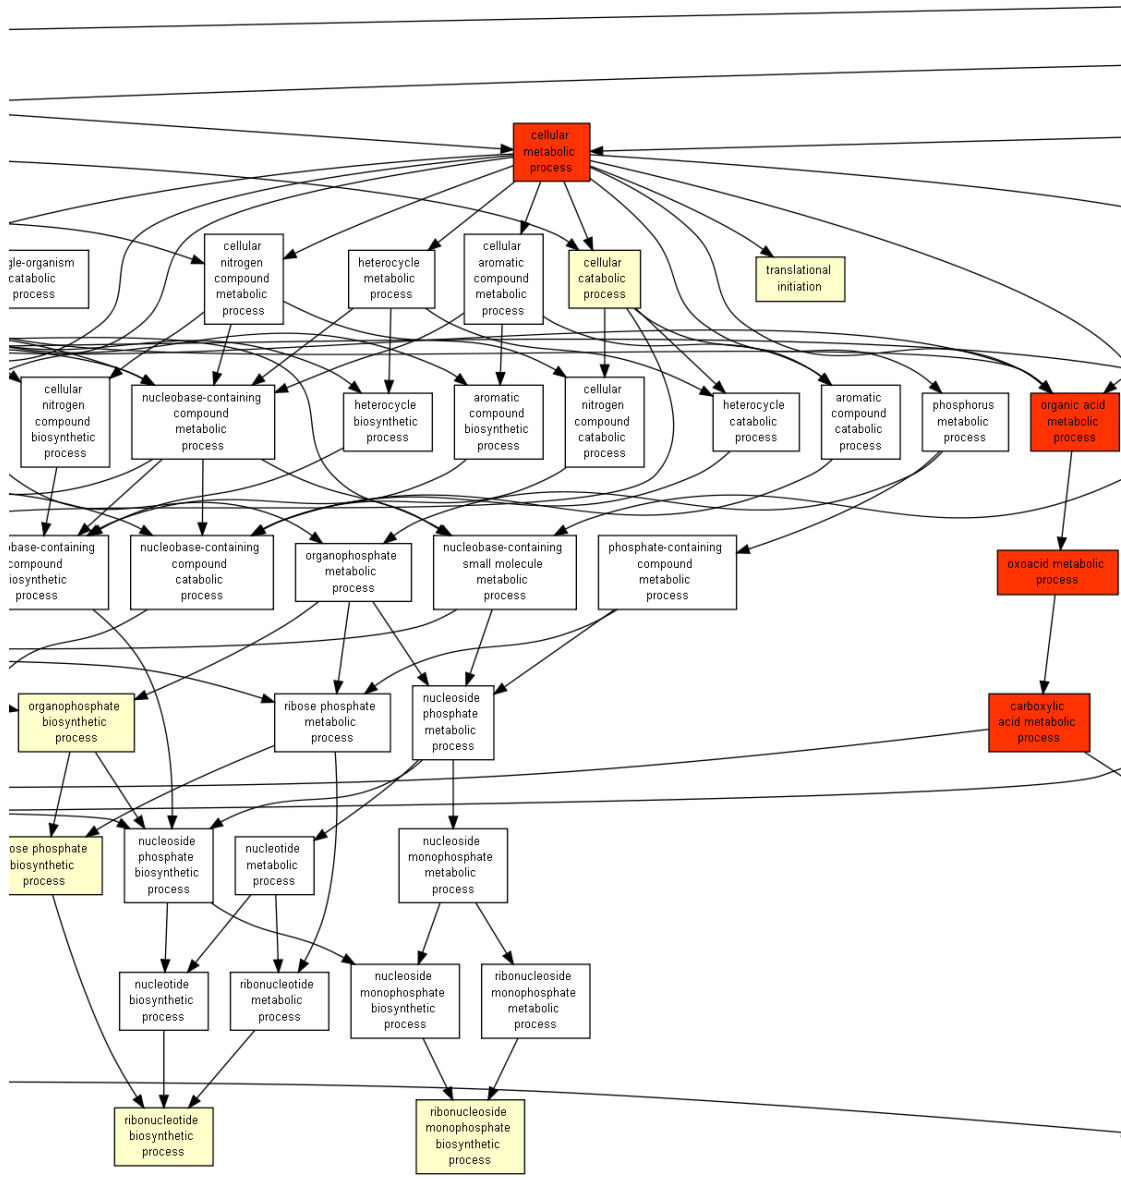 cellular
metabolic
process
gle-organism
catabolic
process
cellular
nitrogen
compound
metabolic
process
heterocycle
metabolic
process
cellular
aromatic
compound
metabolic
process
cellular
catabolic
process
translational
initiation
cellular
nitrogen
compound
biosynthetic
process
nucleobase-containing
compound
metabolic
process
heterocycle
biosynthetic
process
aromatic
compound
biosynthetic
process
cellular
nitrogen
compound
catabolic
process
heterocycle
catabolic
process
aromatic
compound
catabolic
process
phosphorus
metabolic
process
organic acid
metabolic
process
obase-containing
compound
iosynthetic
process
nucleobase-containing
compound
catabolic
process
organophosphate
metabolic
process
nucleobase-containing
small molecule
metabolic
process
phosphate-containing
compound
metabolic
process
oxoacid metabolic
process
organophosphate
biosynthetic
process
ribose phosphate
metabolic
process
nucleoside
phosphate
metabolic
process
carboxylic
acid metabolic
process
ose phosphate
biosynthetic
process
nucleoside
phosphate
biosynthetic
process
nucleotide
metabolic
process
nucleoside
monophosphate
metabolic
process
nucleotide
biosynthetic
process
ribonucleotide
metabolic
process
nucleoside
monophosphate
biosynthetic
process
ribonucleoside
monophosphate
metabolic
process
ribonucleotide
biosynthetic
process
ribonucleoside
monophosphate
biosynthetic
process